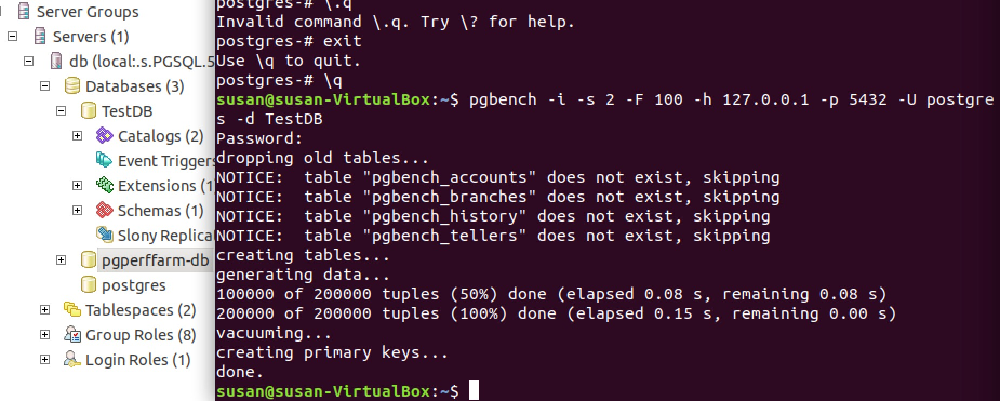 Server Groups
Servers (1)
db (local:.s.PGSQL.5
Databases (3)
TestDB
Catalogs (2)
Event Triggers
Extensions (1
Schemas (1)
Slony Replica
pgperffarm-db
postgres
Tablespaces (2)
Group Roles (8)
Login Roles (1)
postgres-# \.q
Invalid command \.q. Try \? for help.
postgres-# exit
Use \q to quit.
postgres-# \q
susan@susan-VirtualBox:~$ pgbench -i -s 2 -F 100 -h 127.0.0.1 -p 5432 -U postgre
s -d TestDB
Password:
dropping old tables...
NOTICE:  table "pgbench_accounts" does not exist, skipping
NOTICE:  table "pgbench_branches" does not exist, skipping
NOTICE:  table "pgbench_history" does not exist, skipping
NOTICE:  table "pgbench_tellers" does not exist, skipping
creating tables...
generating data...
100000 of 200000 tuples (50%) done (elapsed 0.08 s, remaining 0.08 s)
200000 of 200000 tuples (100%) done (elapsed 0.15 s, remaining 0.00 s)
vacuuming...
creating primary keys...
done.
susan@susan-VirtualBox:~$